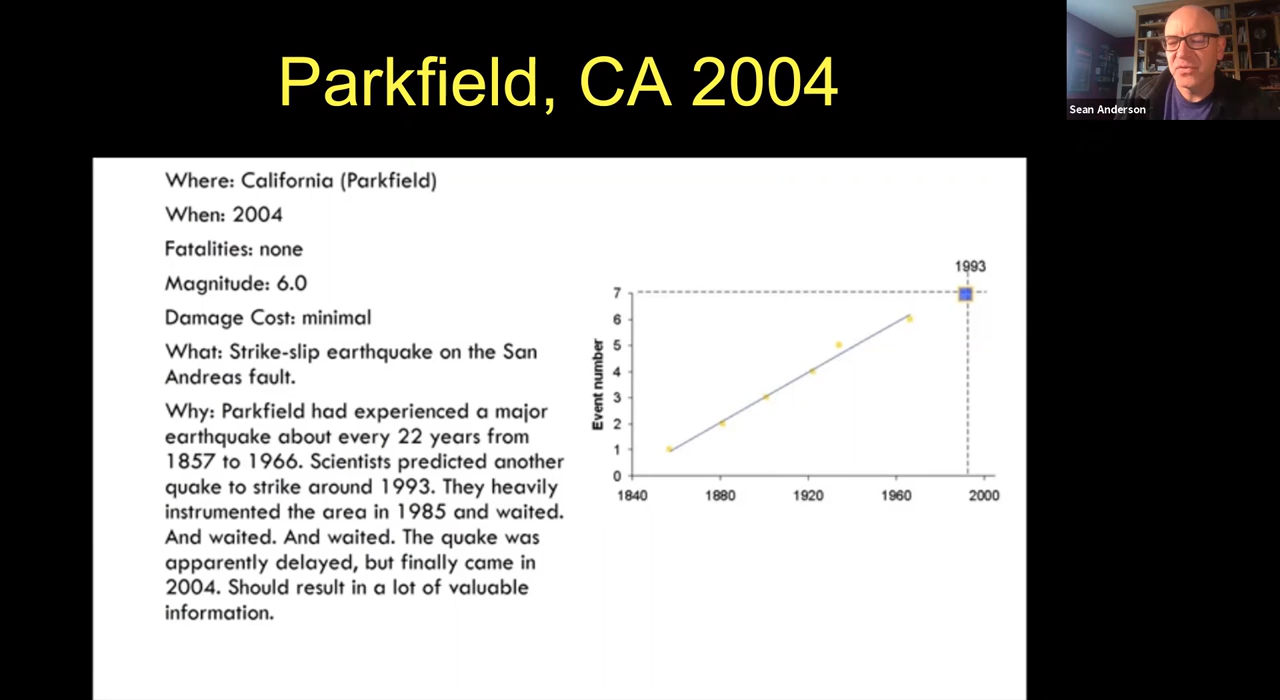 Parkfield, CA 2004
Sean Anderson
Where: California (Parkfield)
When: 2004
Fatalities: none
Magnitude: 6.0
Damage Cost: minimal
What: Strike-slip earthquake on the San
Andreas fault.
Why: Parkfield had experienced a major
earthquake about every 22 years from
1857 to 1966. Scientists predicted another
quake to strike around 1993. They heavily
instrumented the area in 1985 and waited.
And waited. And waited. The quake was
apparently delayed, but finally came in
2004. Should result in a lot of valuable
information.
1993
7
6
5
4
3
2
1
0
Event number
1840 1880 1920 1960 2000